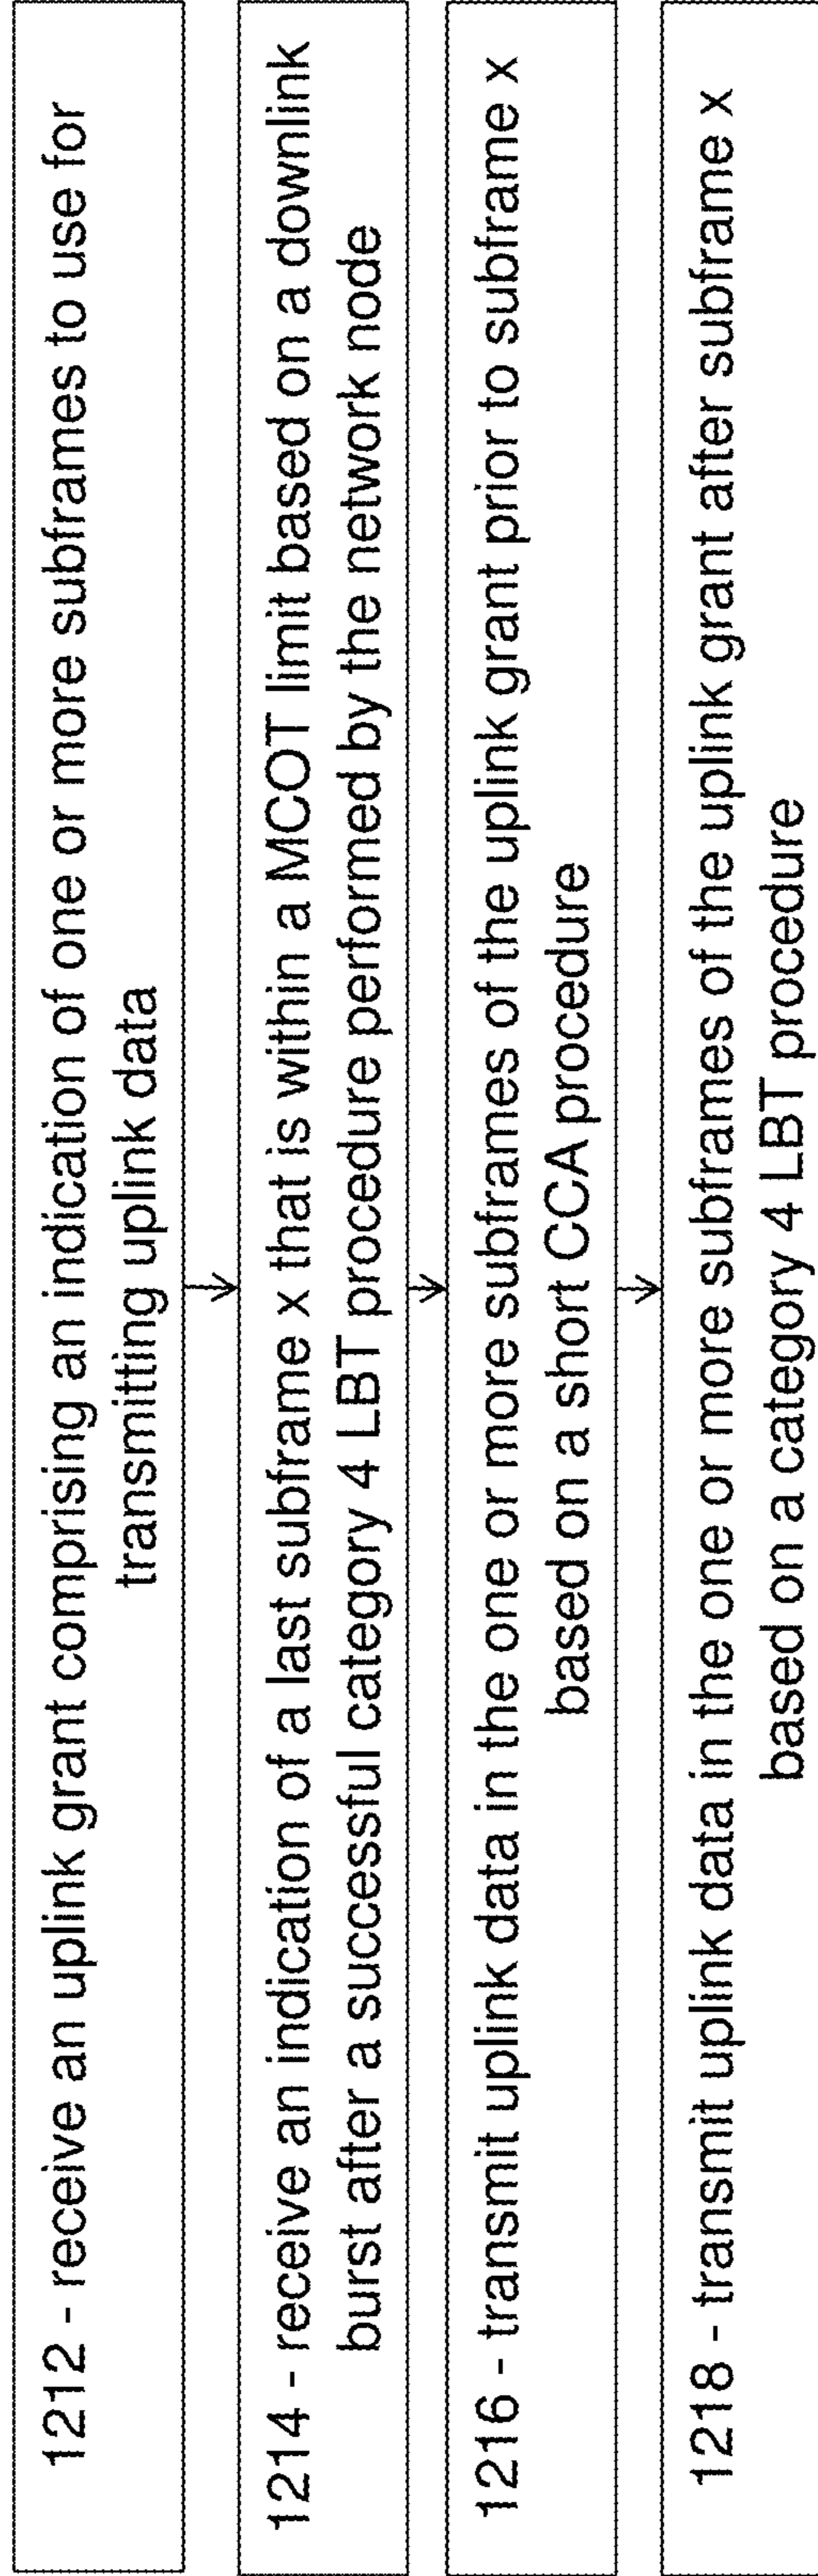 1212 - receive an uplink grant comprising an indication of one or more subframes to use for
transmitting uplink data
1214 - receive an indication of a last subframe x that is within a MCOT limit based on a downlink
burst after a successful category 4 LBT procedure performed by the network node
1216 - transmit uplink data in the one or more subframes of the uplink grant prior to subframe x
based on a short CCA procedure
1218 - transmit uplink data in the one or more subframes of the uplink grant after subframe x
based on a category 4 LBT procedure